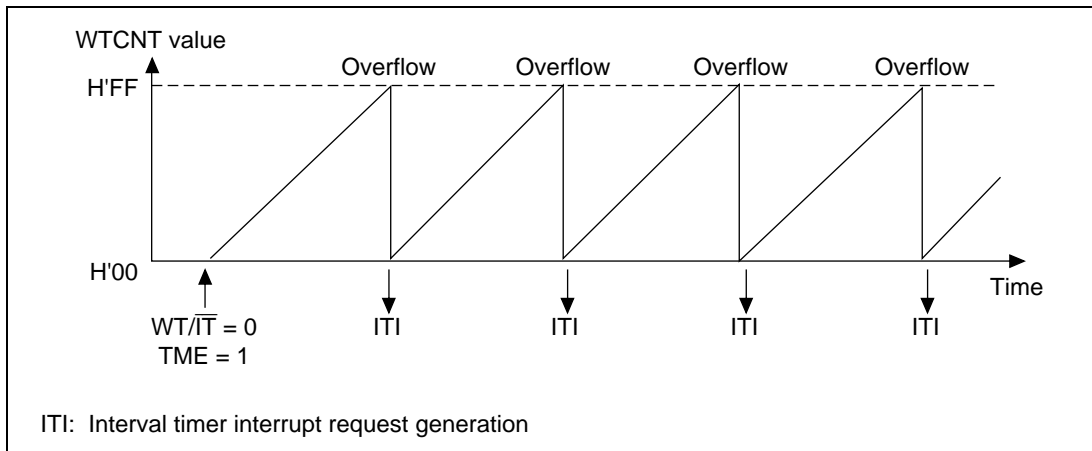 WTCNT value
Overflow Overflow Overflow Overflow
H'FF
H'00
Time
WT/I̅T̅ = 0
TME = 1
ITI ITI ITI ITI
ITI: Interval timer interrupt request generation